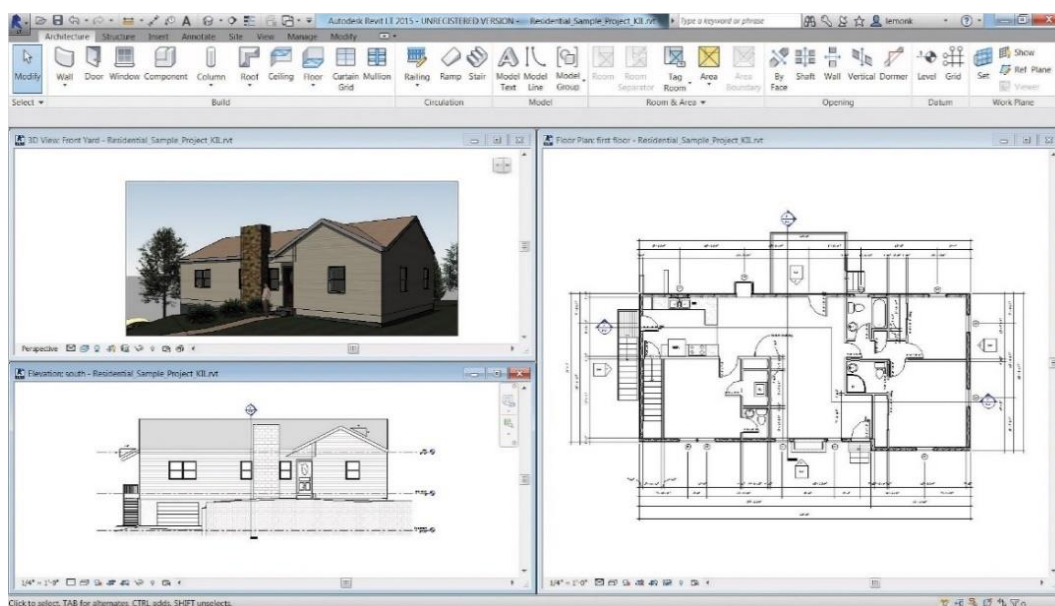 Autodesk Revit LT 2015 - UNREGISTERED VERSION - Residential_Sample_Project_KIL.rvt
Type a keyword or phrase
lemonk
Architecture Structure Insert Annotate Site View Manage Modify
Modify Wall Door Window Component Column Roof Ceiling Floor Curtain Grid Mullion Railing Ramp Stair Model Text Model Line Model Group Room Room Separator Tag Room Area Area Boundary By Face Shaft Wall Vertical Dormer Level Grid Set Show
Ref Plane
Viewer
Select Build Circulation Model Room & Area Opening Datum Work Plane
3D View: Front Yard - Residential_Sample_Project_KIL.rvt
Perspective
Elevation: south - Residential_Sample_Project_KIL.rvt
1/4" = 1'-0"
Floor Plan: first floor - Residential_Sample_Project_KIL.rvt
1/4" = 1'-0"
Click to select, TAB for alternates, CTRL adds, SHIFT unselects.